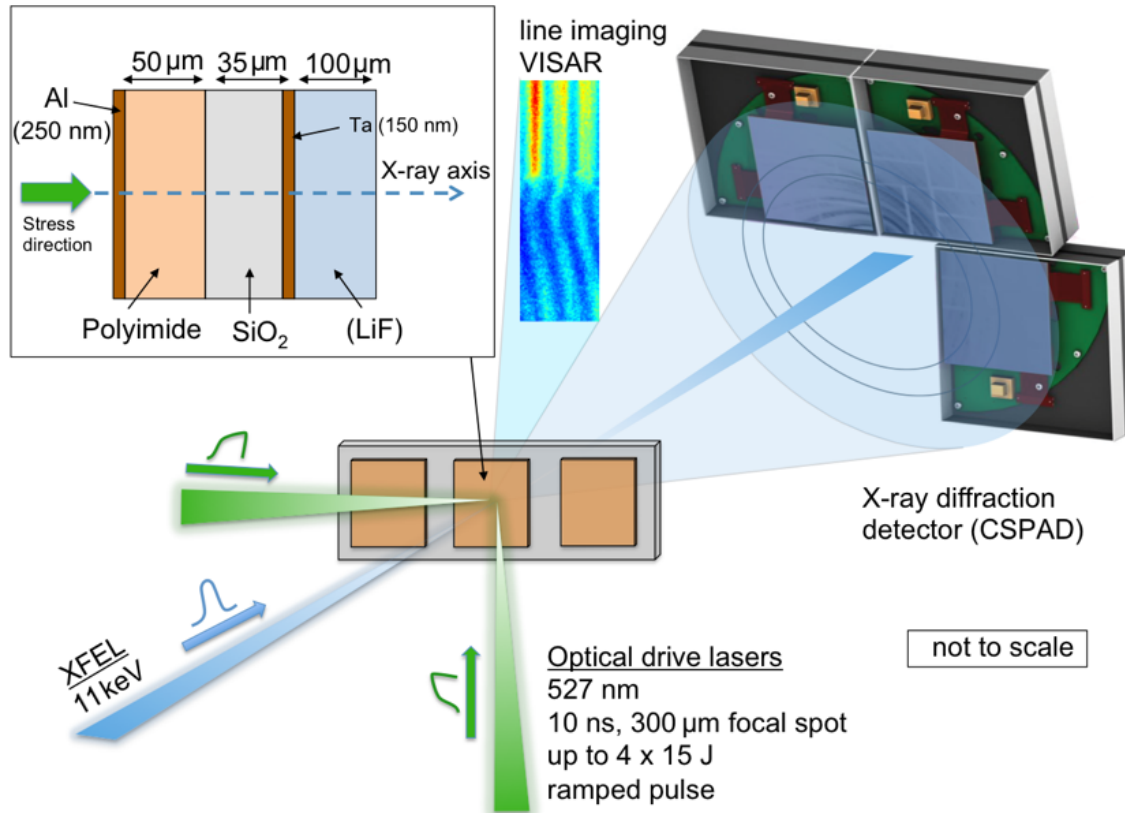 50 µm 35 µm 100µm
Al
(250 nm)
Ta (150 nm)
X-ray axis
Stress
direction
Polyimide SiO₂ (LiF)
line imaging
VISAR
X-ray diffraction
detector (CSPAD)
XFEL
11 keV
Optical drive lasers
527 nm
10 ns, 300 µm focal spot
up to 4 x 15 J
ramped pulse
not to scale